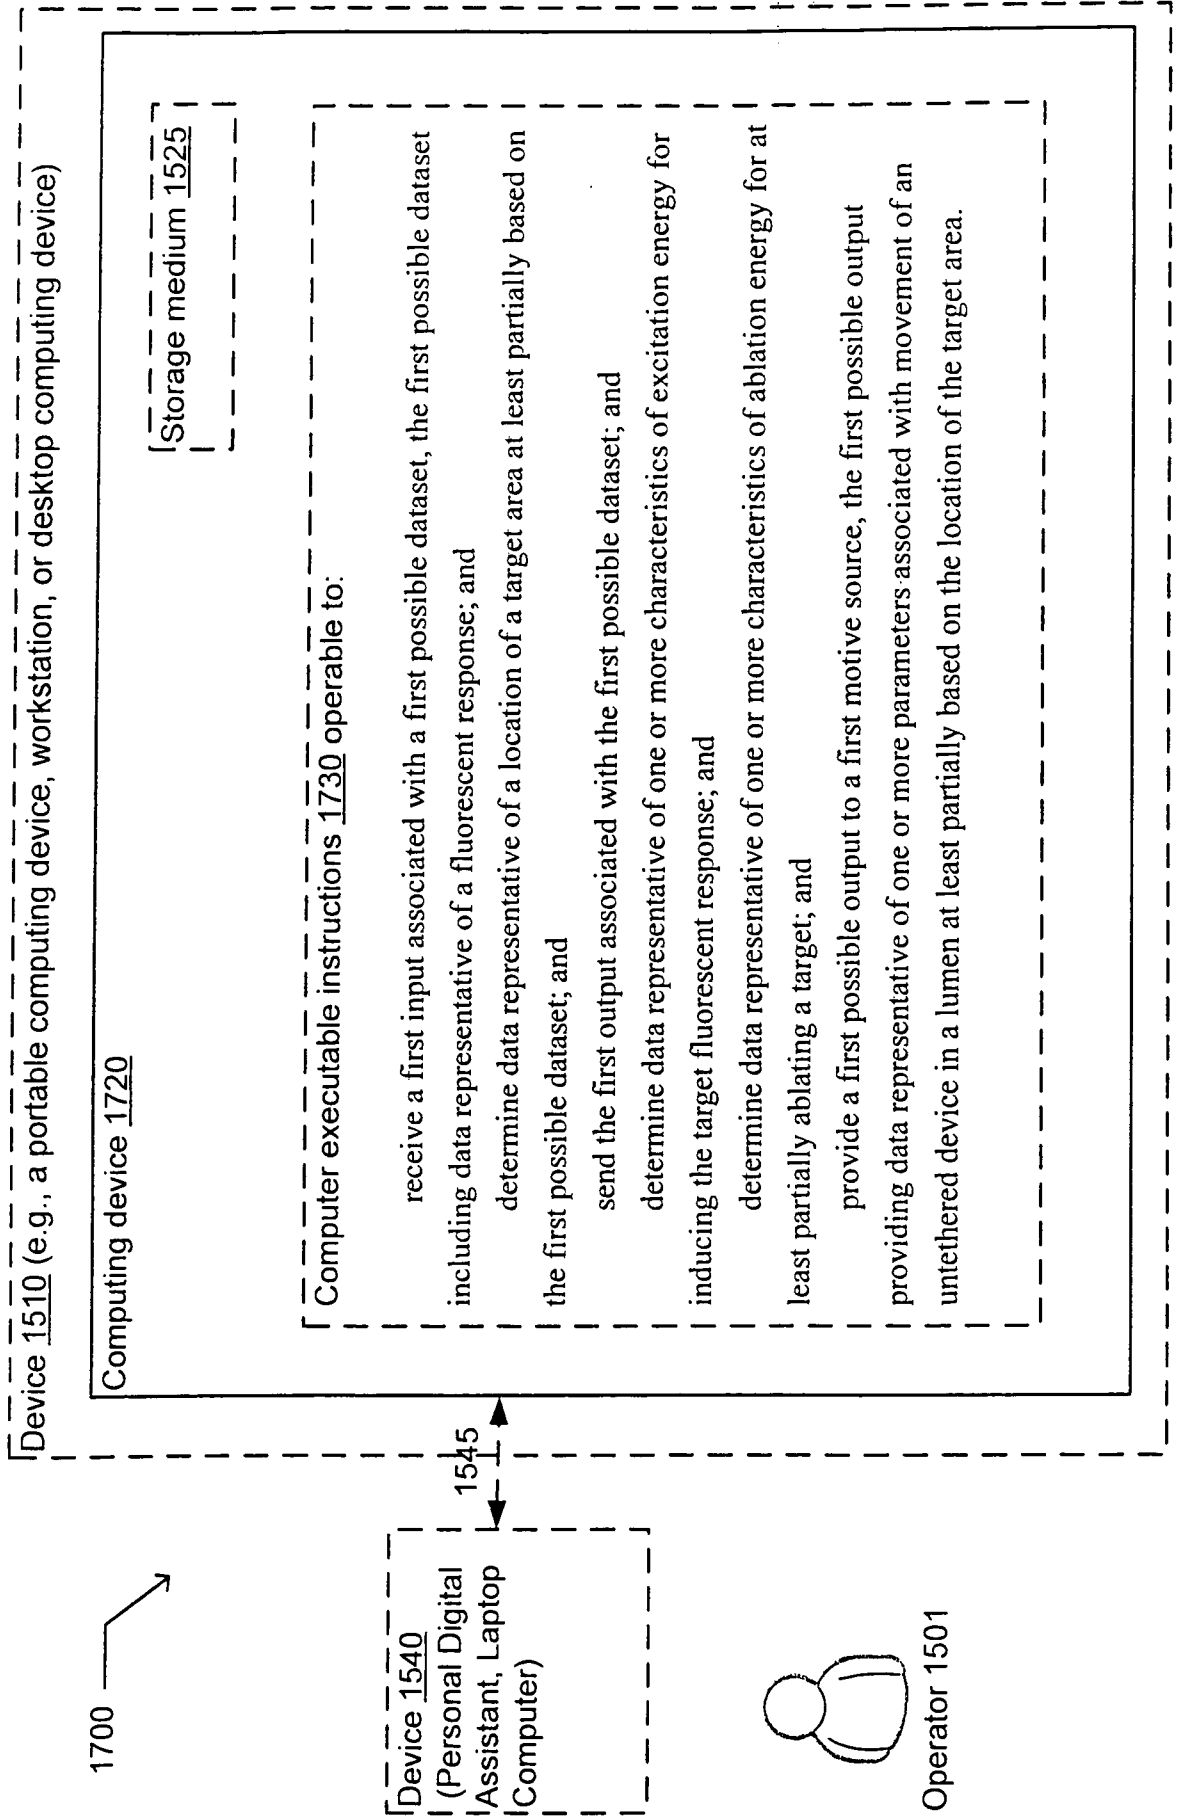 1700
Device 1510 (e.g., a portable computing device, workstation, or desktop computing device)
Computing device 1720
Storage medium 1525
Computer executable instructions 1730 operable to:
receive a first input associated with a first possible dataset, the first possible dataset
including data representative of a fluorescent response; and
determine data representative of a location of a target area at least partially based on
the first possible dataset; and
send the first output associated with the first possible dataset; and
determine data representative of one or more characteristics of excitation energy for
inducing the target fluorescent response; and
determine data representative of one or more characteristics of ablation energy for at
least partially ablating a target; and
provide a first possible output to a first motive source, the first possible output
providing data representative of one or more parameters associated with movement of an
untethered device in a lumen at least partially based on the location of the target area.
1545
Device 1540
(Personal Digital
Assistant, Laptop
Computer)
Operator 1501